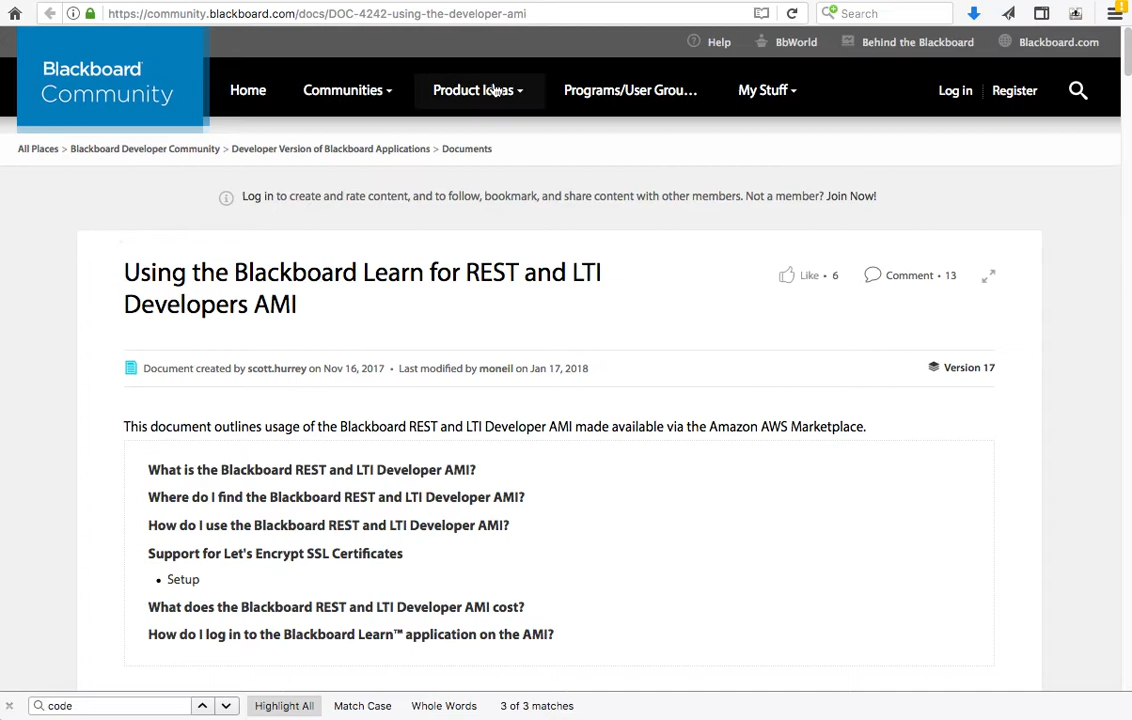 https://community.blackboard.com/docs/DOC-4242-using-the-developer-ami
Search
Help
BbWorld
Behind the Blackboard
Blackboard.com
Blackboard
Community
Home
Communities
Product
Programs/User Grou...
My Stuff
Log in
Register
All Places > Blackboard Developer Community > Developer Version of Blackboard Applications > Documents
Log in to create and rate content, and to follow, bookmark, and share content with other members. Not a member? Join Now!
Using the Blackboard Learn for REST and LTI
Developers AMI
Like • 6
Comment • 13
Document created by scott.hurrey on Nov 16, 2017 • Last modified by moneil on Jan 17, 2018
Version 17
This document outlines usage of the Blackboard REST and LTI Developer AMI made available via the Amazon AWS Marketplace.
What is the Blackboard REST and LTI Developer AMI?
Where do I find the Blackboard REST and LTI Developer AMI?
How do I use the Blackboard REST and LTI Developer AMI?
Support for Let's Encrypt SSL Certificates
• Setup
What does the Blackboard REST and LTI Developer AMI cost?
How do I log in to the Blackboard Learn™ application on the AMI?
code
Highlight All
Match Case
Whole Words
3 of 3 matches